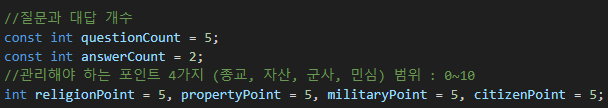 //질문과 대답 개수
const int questionCount = 5;
const int answerCount = 2;
//관리해야 하는 포인트 4가지 (종교, 자산, 군사, 민심) 범위 : 0~10
int religionPoint = 5, propertyPoint = 5, militaryPoint = 5, citizenPoint = 5;